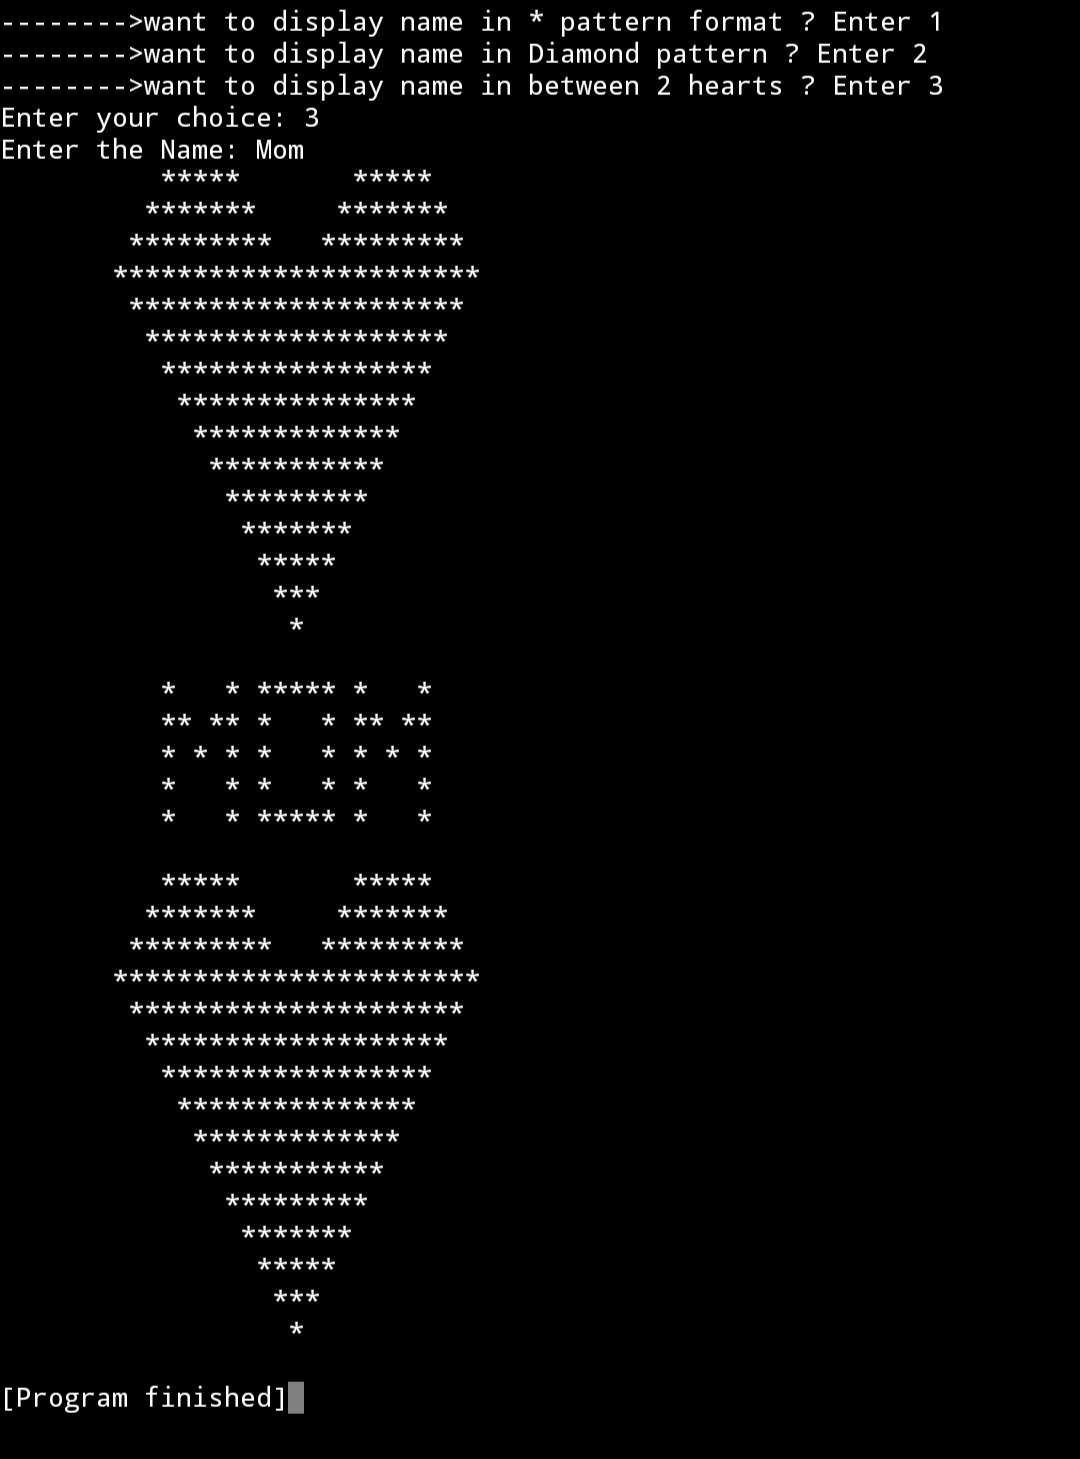 -------->want to display name in * pattern format ? Enter 1
-------->want to display name in Diamond pattern ? Enter 2
-------->want to display name in between 2 hearts ? Enter 3
Enter your choice: 3
Enter the Name: Mom
          *****       *****
         *******     *******
        *********   *********
       ***********************
        *********************
         *******************
          *****************
           ***************
            *************
             ***********
              *********
               *******
                *****
                 ***
                  *

          *   * ***** *   *
          ** ** *   * ** **
          * * * *   * * * *
          *   * *   * *   *
          *   * ***** *   *

          *****       *****
         *******     *******
        *********   *********
       ***********************
        *********************
         *******************
          *****************
           ***************
            *************
             ***********
              *********
               *******
                *****
                 ***
                  *

[Program finished]